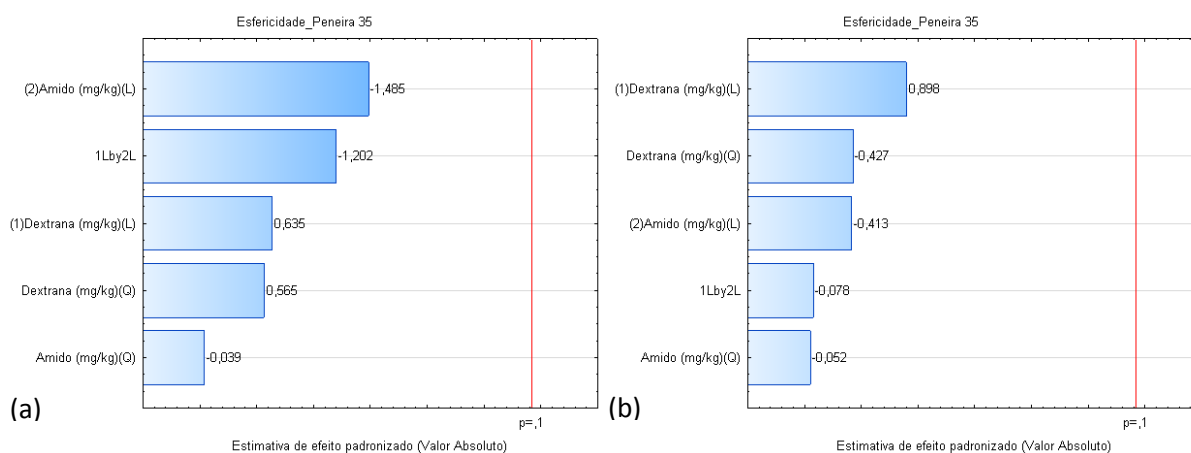 Esfericidade_Peneira 35
(2)Amido (mg/kg)(L)
-1,485
1Lby2L
-1,202
(1)Dextrana (mg/kg)(L)
0,635
Dextrana (mg/kg)(Q)
0,565
Amido (mg/kg)(Q)
-0,039
p=,1
Estimativa de efeito padronizado (Valor Absoluto)
(a)
Esfericidade_Peneira 35
(1)Dextrana (mg/kg)(L)
0,898
Dextrana (mg/kg)(Q)
-0,427
(2)Amido (mg/kg)(L)
-0,413
1Lby2L
-0,078
Amido (mg/kg)(Q)
-0,052
p=,1
Estimativa de efeito padronizado (Valor Absoluto)
(b)